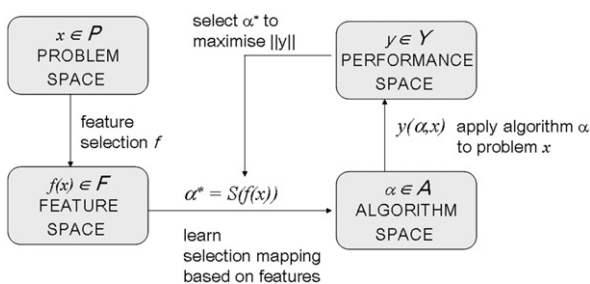 x ∈ P
PROBLEM
SPACE
select α* to
maximise ||y||
y ∈ Y
PERFORMANCE
SPACE
feature
selection f
y(α,x) apply algorithm α
to problem x
f(x) ∈ F
FEATURE
SPACE
α* = S(f(x))
α ∈ A
ALGORITHM
SPACE
learn
selection mapping
based on features